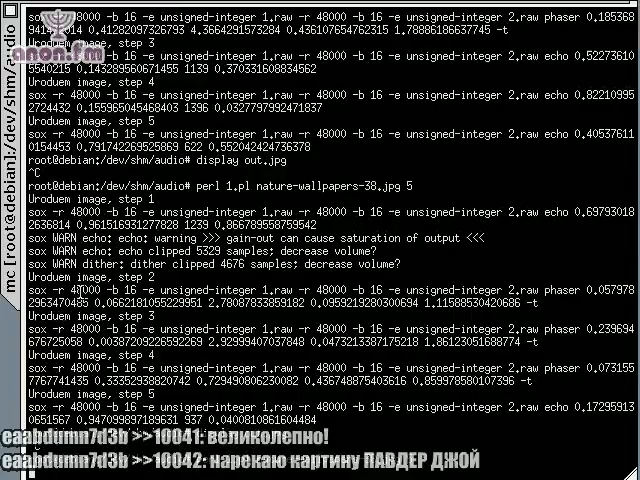 sox -r 48000 -b 16 -e unsigned-integer 1.raw -r 48000 -b 16 -e unsigned-integer 2.raw phaser 0.185368
941412014 0.41282097326793 4.3664291573284 0.436107654762315 1.78886186637745 -t
Uroduem image, step 3
sox -r 48000 -b 16 -e unsigned-integer 1.raw -r 48000 -b 16 -e unsigned-integer 2.raw echo 0.52273610
5540215 0.143289560671455 1139 0.370331608834562
Uroduem image, step 4
sox -r 48000 -b 16 -e unsigned-integer 1.raw -r 48000 -b 16 -e unsigned-integer 2.raw echo 0.82210992
2724432 0.155965045468403 1396 0.0327797992471837
Uroduem image, step 5
sox -r 48000 -b 16 -e unsigned-integer 1.raw -r 48000 -b 16 -e unsigned-integer 2.raw echo 0.40537611
0154453 0.791742269525869 622 0.552042424736378
root@debian:/dev/shm/audio# display out.jpg
^C
root@debian:/dev/shm/audio# perl 1.pl nature-wallpapers-38.jpg 5
Uroduem image, step 1
sox -r 48000 -b 16 -e unsigned-integer 1.raw -r 48000 -b 16 -e unsigned-integer 2.raw echo 0.69793018
2636814 0.961516931277828 1239 0.866789558759542
sox WARN echo: echo: warning >>> gain-out can cause saturation of output <<<
sox WARN echo: echo clipped 5329 samples; decrease volume?
sox WARN dither: dither clipped 4676 samples; decrease volume?
Uroduem image, step 2
sox -r 48000 -b 16 -e unsigned-integer 1.raw -r 48000 -b 16 -e unsigned-integer 2.raw phaser 0.057978
2963470485 0.0662181055229951 2.78087833859182 0.0959219280300694 1.11588530420686 -t
Uroduem image, step 3
sox -r 48000 -b 16 -e unsigned-integer 1.raw -r 48000 -b 16 -e unsigned-integer 2.raw phaser 0.239694
676725058 0.00387209226592269 2.92999407037848 0.0473213387175218 1.86123051688774 -t
Uroduem image, step 4
sox -r 48000 -b 16 -e unsigned-integer 1.raw -r 48000 -b 16 -e unsigned-integer 2.raw phaser 0.073155
7767741435 0.33352938820742 0.729490806230082 0.436748875403616 0.859978580107396 -t
Uroduem image, step 5
sox -r 48000 -b 16 -e unsigned-integer 1.raw -r 48000 -b 16 -e unsigned-integer 2.raw echo 0.17295913
0651567 0.947099897189631 937 0.0400810861604484
anon.fm
mc [root@debian]:/dev/shm/audio
eaabdumn7d3b >>10041: великолепно!
eaabdumn7d3b >>10042: нарекаю картину ПАВДЕР ДЖОЙ